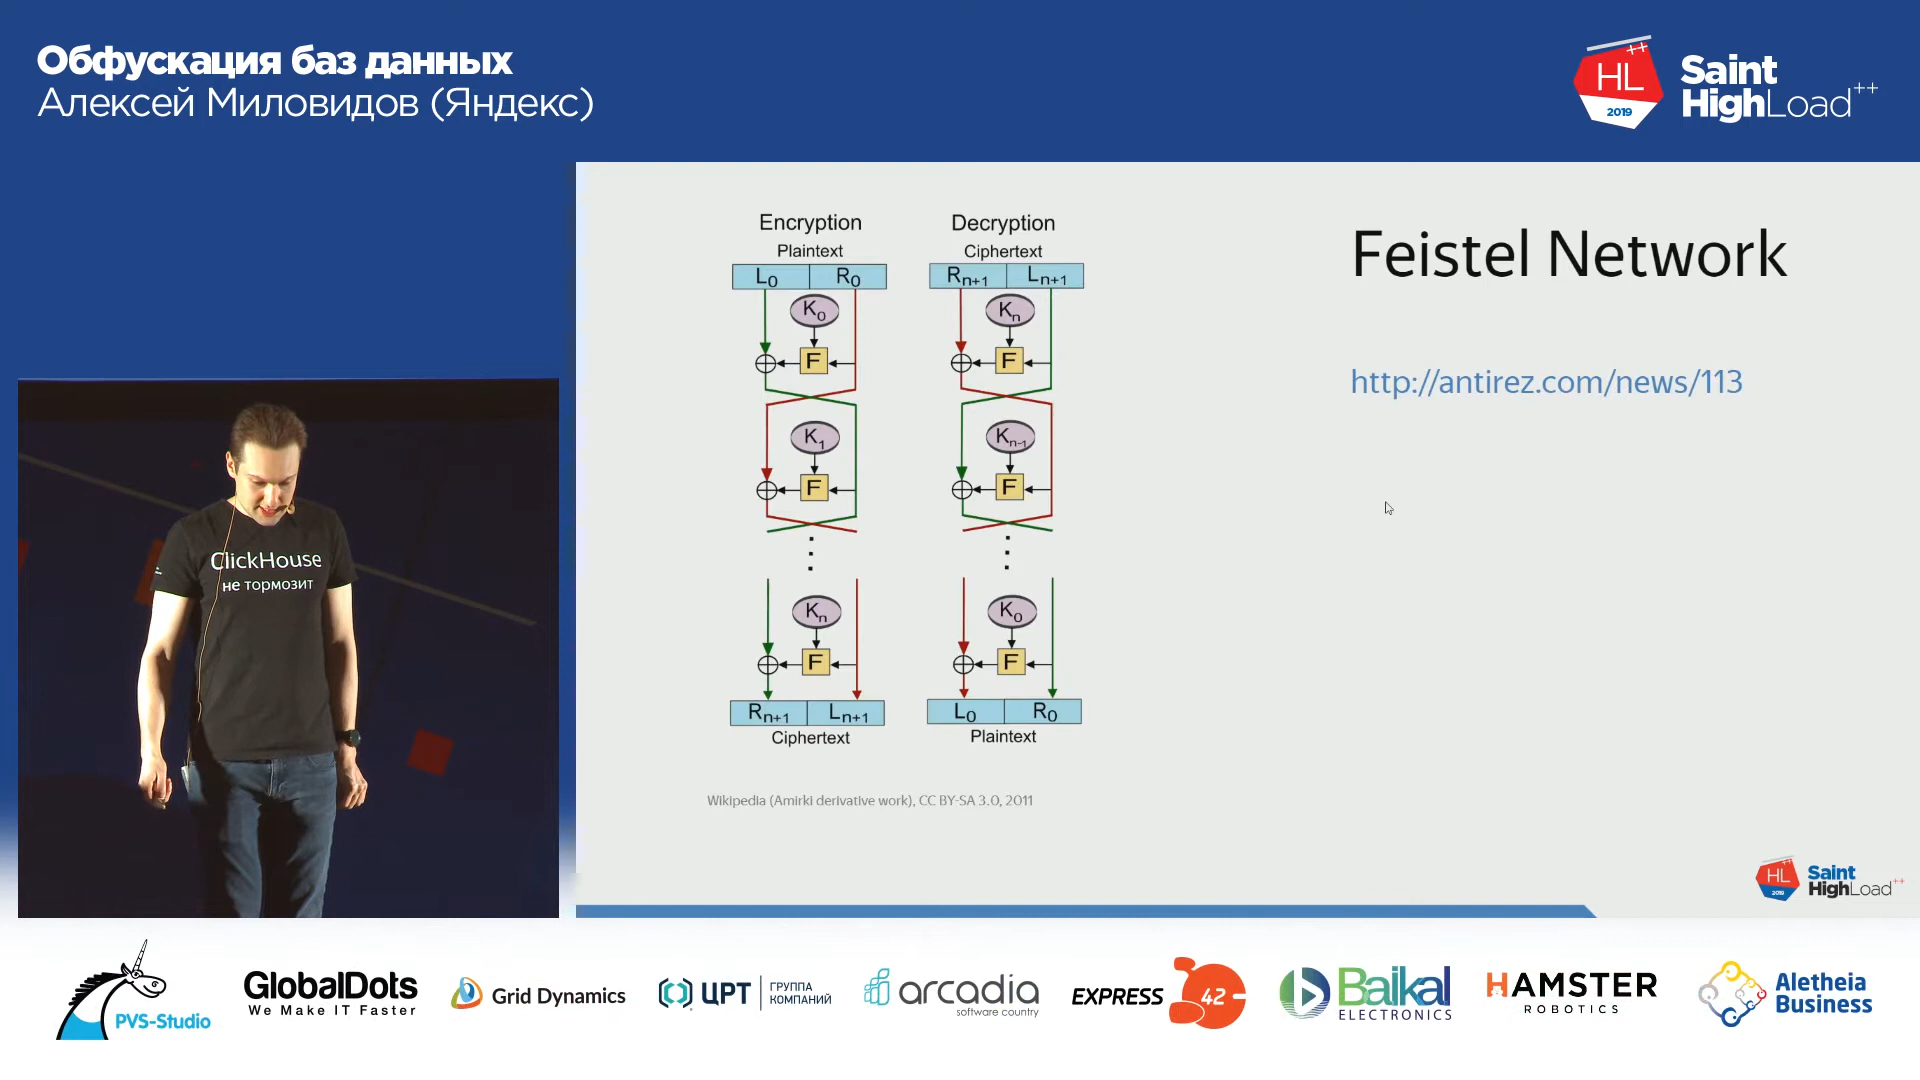 Обфускация баз данных
Алексей Миловидов (Яндекс)
HL
++
2019
Saint
HighLoad++
Encryption
Plaintext
L0 R0
K0
F
K1
F
Kn
F
Rn+1 Ln+1
Ciphertext
Decryption
Ciphertext
Rn+1 Ln+1
Kn
F
Kn-1
F
K0
F
L0 R0
Plaintext
Wikipedia (Amirki derivative work), CC BY-SA 3.0, 2011
Feistel Network
http://antirez.com/news/113
ClickHouse
не тормозит
HL
2019
Saint
HighLoad++
PVS-Studio
GlobalDots
We Make IT Faster
Grid Dynamics
ЦРТ
ГРУППА
КОМПАНИЙ
arcadia
software country
EXPRESS 42
Baikal
ELECTRONICS
HAMSTER
ROBOTICS
Aletheia
Business